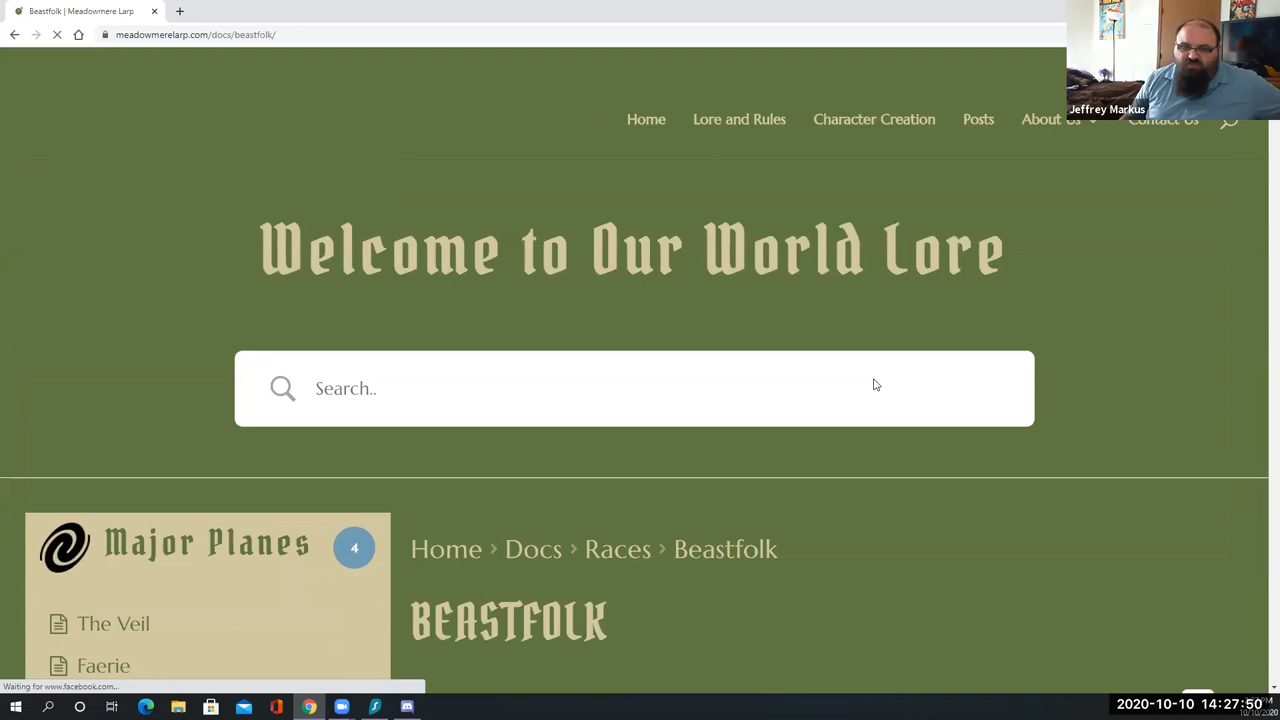 Beastfolk | Meadowmere Larp
meadowmerelarp.com/docs/beastfolk/
Jeffrey Markus
Home Lore and Rules Character Creation Posts About Us Contact Us
Welcome to Our World Lore
Search..
Major Planes 4
Home > Docs > Races > Beastfolk
The Veil
BEASTFOLK
Faerie
Waiting for www.facebook.com...
2020-10-10 14:27:50